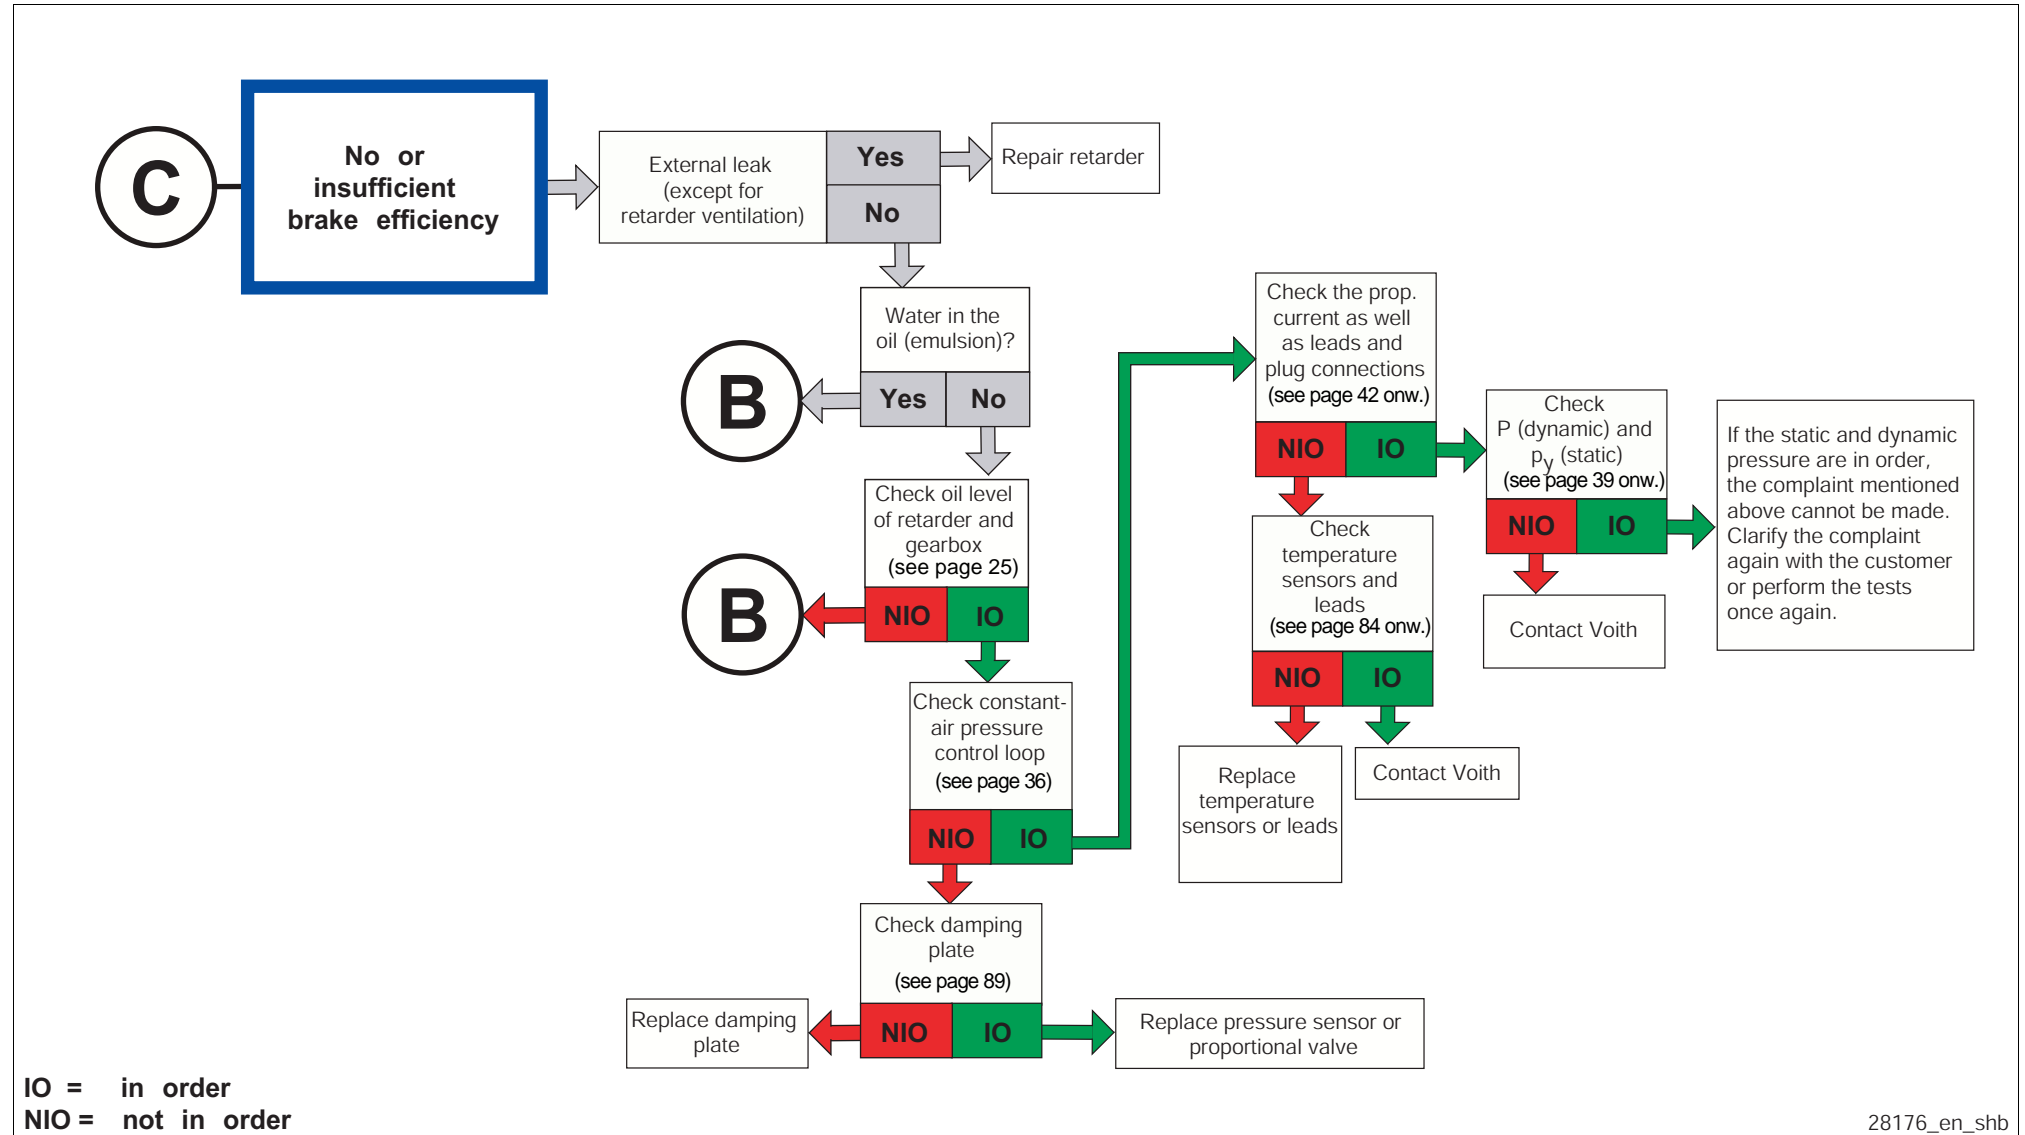 C
No or
insufficient
brake efficiency
External leak
(except for
retarder ventilation)
Yes
No
Repair retarder
Water in the
oil (emulsion)?
Yes
No
B
Check oil level
of retarder and
gearbox
(see page 25)
NIO
IO
B
Check constant-
air pressure
control loop
(see page 36)
NIO
IO
Check damping
plate
(see page 89)
NIO
IO
Replace damping
plate
Replace pressure sensor or
proportional valve
Check the prop.
current as well
as leads and
plug connections
(see page 42 onw.)
NIO
IO
Check
temperature
sensors and
leads
(see page 84 onw.)
NIO
IO
Replace
temperature
sensors or leads
Contact Voith
Check
P (dynamic) and
py (static)
(see page 39 onw.)
NIO
IO
Contact Voith
If the static and dynamic
pressure are in order,
the complaint mentioned
above cannot be made.
Clarify the complaint
again with the customer
or perform the tests
once again.
IO = in order
NIO = not in order
28176_en_shb